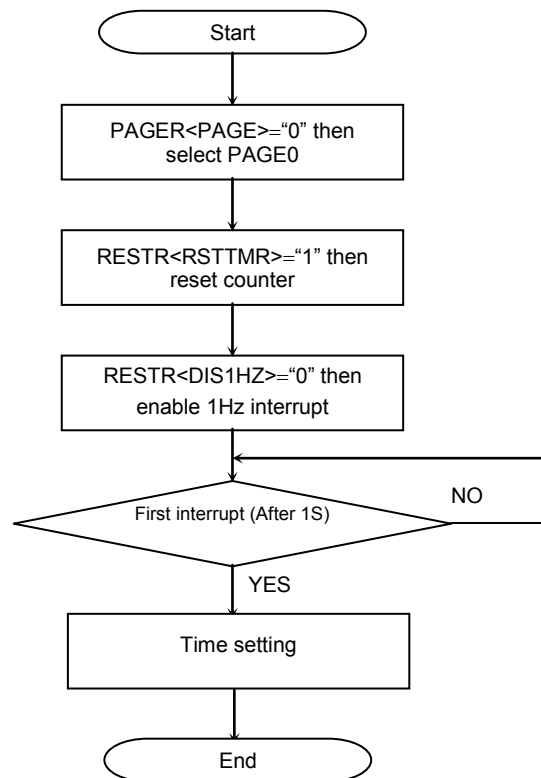 Start
PAGER<PAGE>=“0” then
select PAGE0
RESTR<RSTTMR>=“1” then
reset counter
RESTR<DIS1HZ>=“0” then
enable 1Hz interrupt
First interrupt (After 1S)
NO
YES
Time setting
End